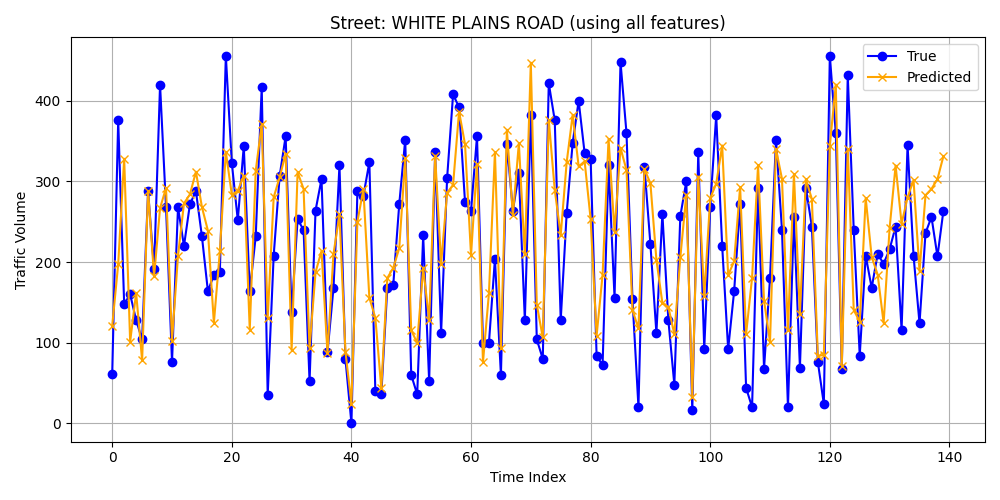 Street: WHITE PLAINS ROAD (using all features)
True
Predicted
Traffic Volume
400
300
200
100
0
0 20 40 60 80 100 120 140
Time Index